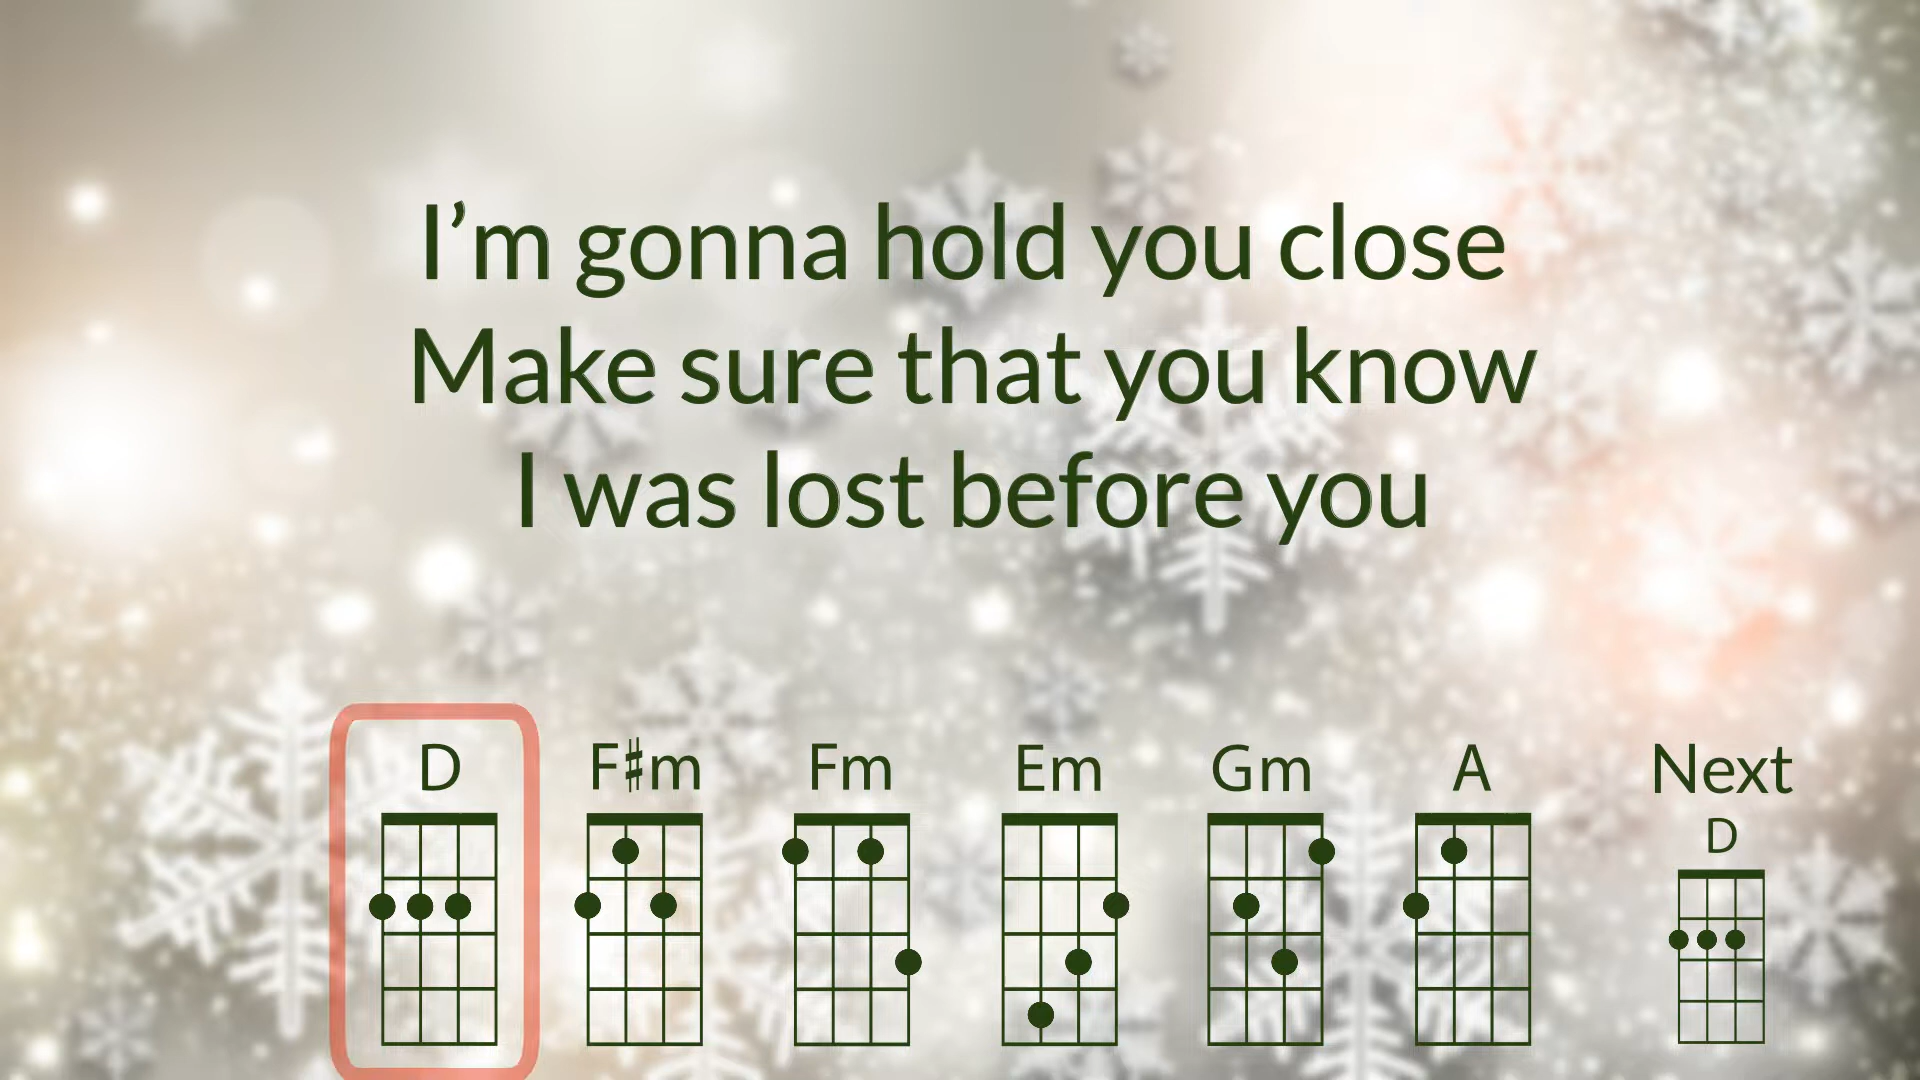 I’m gonna hold you close
Make sure that you know
I was lost before you
D F♯m Fm Em Gm A Next
D